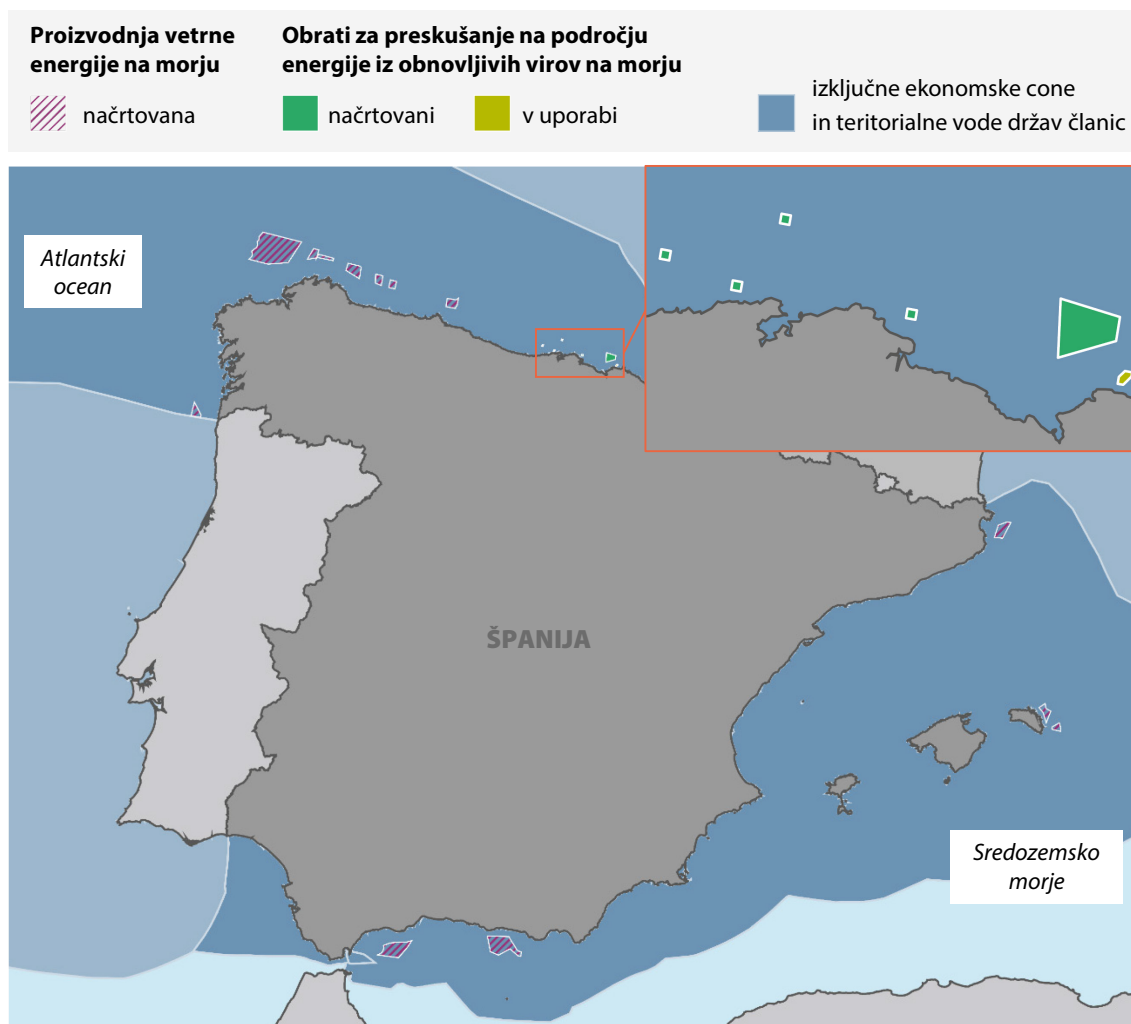 Proizvodnja vetrne
energije na morju
načrtovana
Obrati za preskušanje na področju
energije iz obnovljivih virov na morju
načrtovani
v uporabi
izključne ekonomske cone
in teritorialne vode držav članic
Atlantski
ocean
ŠPANIJA
Sredozemsko
morje